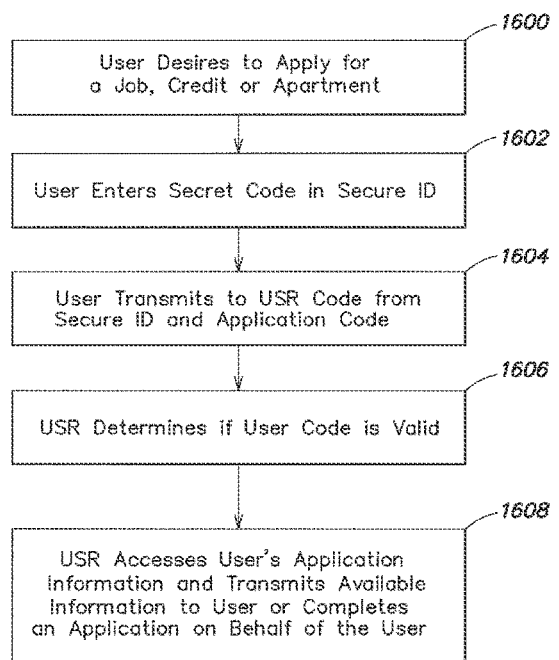 1600
User Desires to Apply for
a Job, Credit or Apartment
1602
User Enters Secret Code in Secure ID
1604
User Transmits to USR Code from
Secure ID and Application Code
1606
USR Determines if User Code is Valid
1608
USR Accesses User's Application
Information and Transmits Available
Information to User or Completes
an Application on Behalf of the User